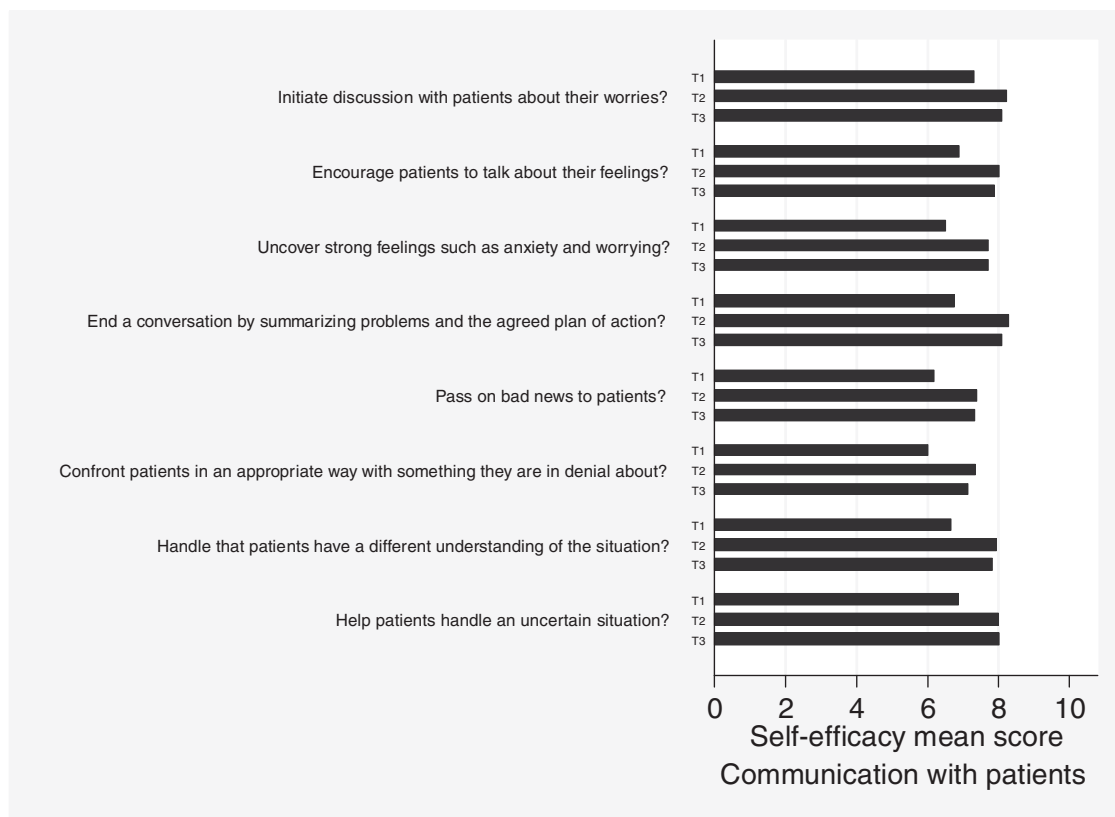 T1
Initiate discussion with patients about their worries? T2
T3
T1
Encourage patients to talk about their feelings? T2
T3
T1
Uncover strong feelings such as anxiety and worrying? T2
T3
T1
End a conversation by summarizing problems and the agreed plan of action? T2
T3
T1
Pass on bad news to patients? T2
T3
T1
Confront patients in an appropriate way with something they are in denial about? T2
T3
T1
Handle that patients have a different understanding of the situation? T2
T3
T1
Help patients handle an uncertain situation? T2
T3
0 2 4 6 8 10
Self-efficacy mean score
Communication with patients